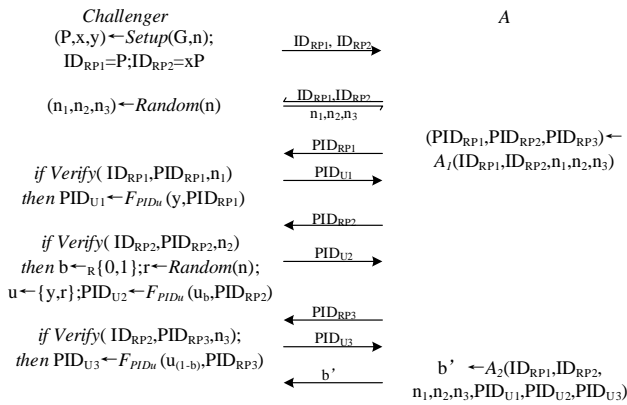 Challenger A
(P,x,y)←Setup(G,n);
ID_RP1=P;ID_RP2=xP
ID_RP1, ID_RP2
(n₁,n₂,n₃)←Random(n)
ID_RP1,ID_RP2
n₁,n₂,n₃
(PID_RP1,PID_RP2,PID_RP3)←
A₁(ID_RP1,ID_RP2,n₁,n₂,n₃)
PID_RP1
if Verify( ID_RP1,PID_RP1,n₁)
then PID_U1←F_PIDu (y,PID_RP1)
PID_U1
PID_RP2
if Verify( ID_RP2,PID_RP2,n₂)
then b←_R{0,1};r←Random(n);
u←{y,r};PID_U2←F_PIDu (u_b,PID_RP2)
PID_U2
PID_RP3
if Verify( ID_RP2,PID_RP3,n₃);
then PID_U3←F_PIDu (u_(1-b),PID_RP3)
PID_U3
b’
b’ ←A₂(ID_RP1,ID_RP2,
n₁,n₂,n₃,PID_U1,PID_U2,PID_U3)